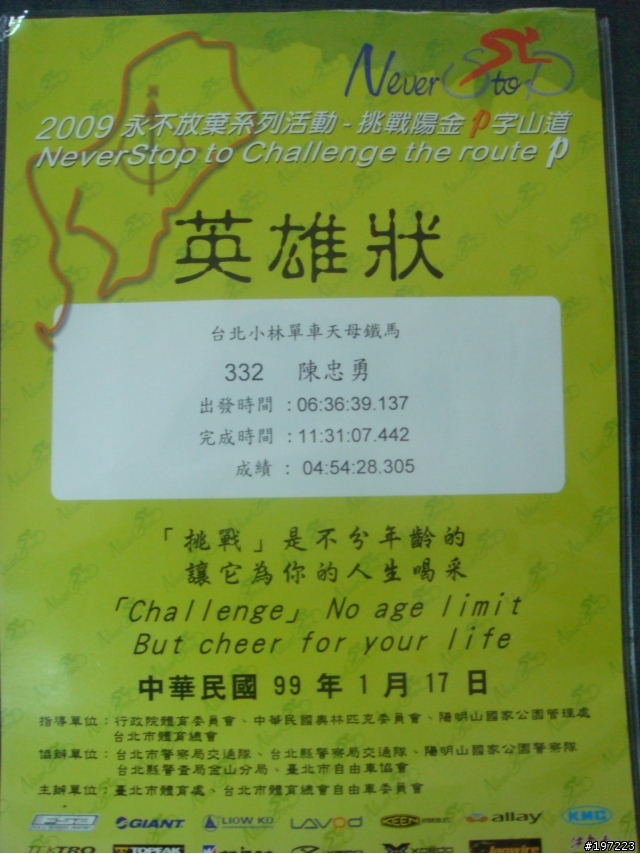 Never Stop
2009 永不放棄系列活動 - 挑戰陽金 p字山道
NeverStop to Challenge the route p
英雄狀
台北小林單車天母鐵馬
332 陳忠勇
出發時間 : 06:36:39.137
完成時間 : 11:31:07.442
成績 : 04:54:28.305
「挑戰」是不分年齡的
讓它為你的人生喝采
「Challenge」 No age limit
But cheer for your life
中華民國 99 年 1 月 17 日
指導單位：行政院體育委員會、中華民國奧林匹克委員會、陽明山國家公園管理處
台北市體育總會
協辦單位：台北市警察局交通隊、台北縣警察局交通隊、陽明山國家公園警察隊
台北縣警察局金山分局、臺北市自由車協會
主辦單位：臺北市體育處、台北市體育總會自由車委員會
GIANT LIOW KO LAVOD KEEN allay KMC
TEKTRO TOPEAK
#197223